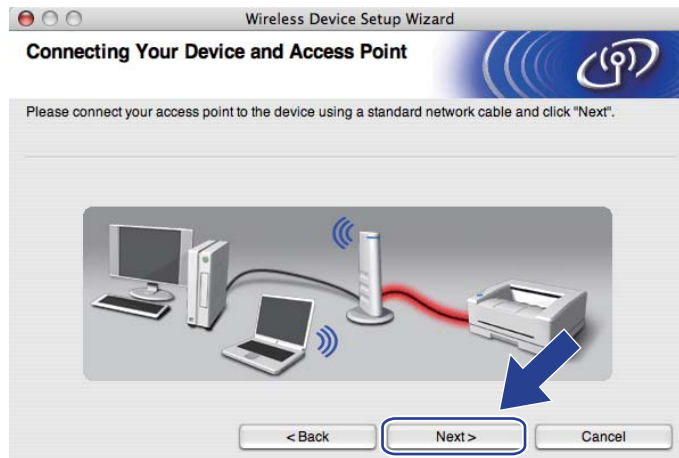 Wireless Device Setup Wizard
Connecting Your Device and Access Point
Please connect your access point to the device using a standard network cable and click "Next".
< Back Next > Cancel